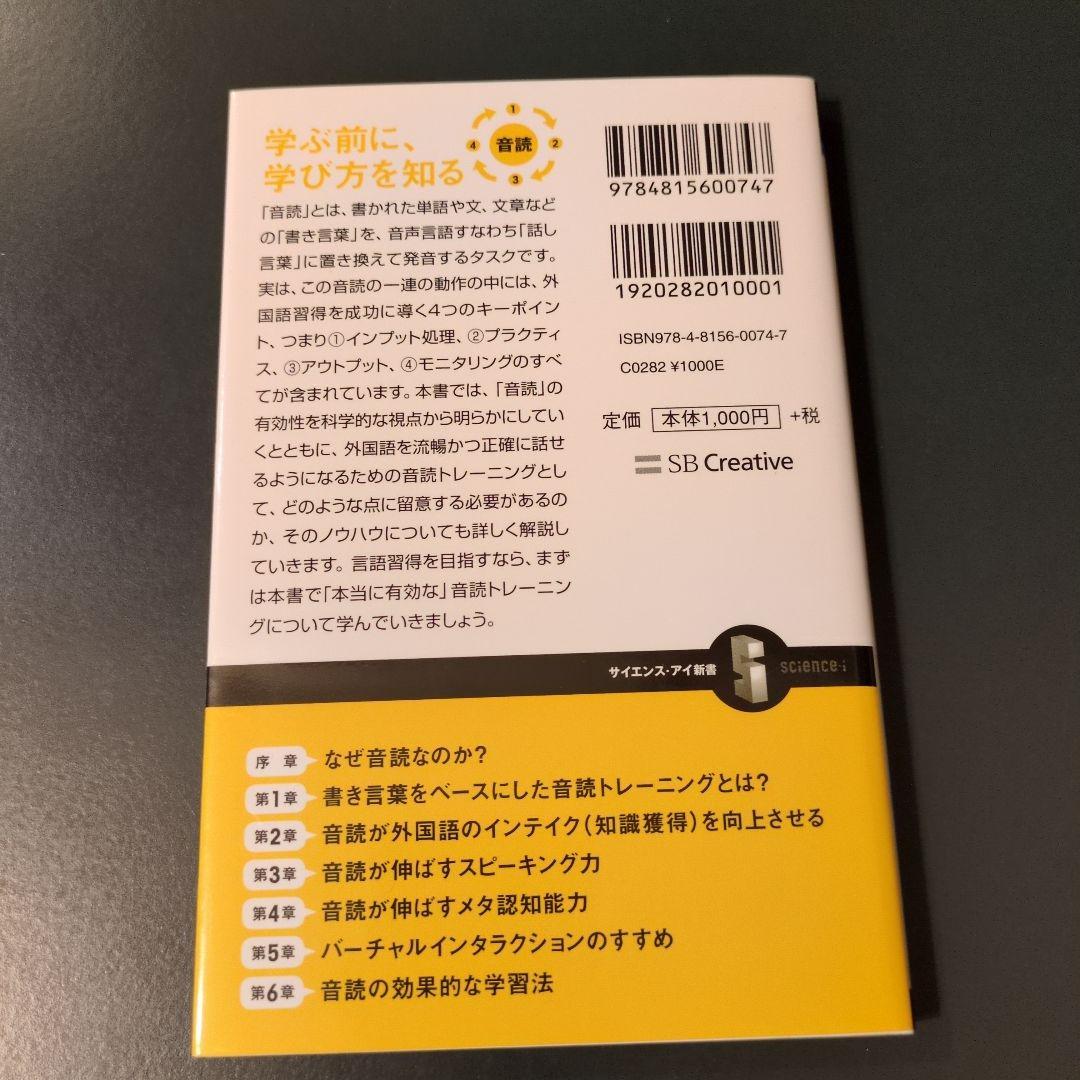 学ぶ前に、
学び方を知る
1
2
3
4
音読
「音読」とは、書かれた単語や文、文章など
の「書き言葉」を、音声言語すなわち「話し
言葉」に置き換えて発音するタスクです。
実は、この音読の一連の動作の中には、外
国語習得を成功に導く4つのキーポイン
ト、つまり①インプット処理、②プラクティ
ス、③アウトプット、④モニタリングのすべ
てが含まれています。本書では、「音読」の
有効性を科学的な視点から明らかにしてい
くとともに、外国語を流暢かつ正確に話せ
るようになるための音読トレーニングとし
て、どのような点に留意する必要があるの
か、そのノウハウについても詳しく解説し
ていきます。言語習得を目指すなら、まず
は本書で「本当に有効な」音読トレーニン
グについて学んでいきましょう。
9784815600747
1920282010001
ISBN978-4-8156-0074-7
C0282 ¥1000E
定価 本体1,000円 +税
SB Creative
サイエンス・アイ新書 Si science・i
序 章 なぜ音読なのか?
第1章 書き言葉をベースにした音読トレーニングとは?
第2章 音読が外国語のインテイク(知識獲得)を向上させる
第3章 音読が伸ばすスピーキング力
第4章 音読が伸ばすメタ認知能力
第5章 バーチャルインタラクションのすすめ
第6章 音読の効果的な学習法